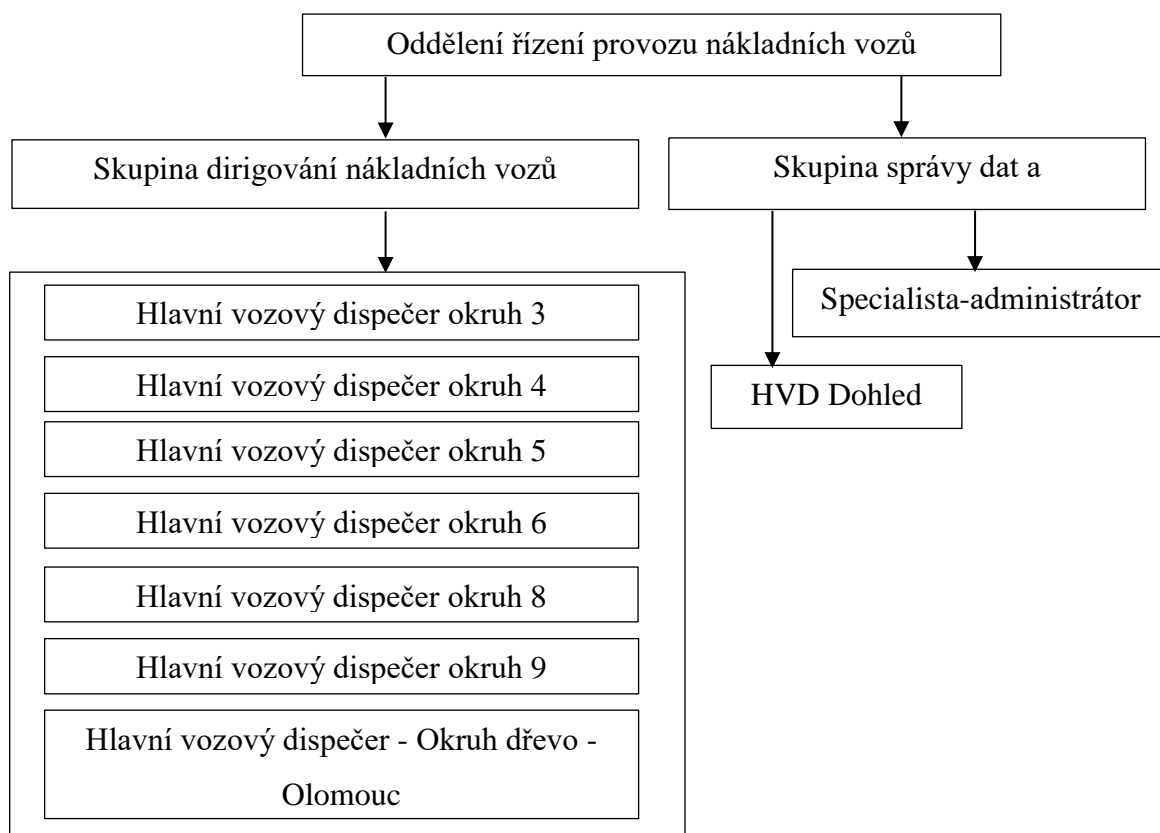 Oddělení řízení provozu nákladních vozů
Skupina dirigování nákladních vozů
Skupina správy dat a
Specialista-administrátor
HVD Dohled
Hlavní vozový dispečer okruh 3
Hlavní vozový dispečer okruh 4
Hlavní vozový dispečer okruh 5
Hlavní vozový dispečer okruh 6
Hlavní vozový dispečer okruh 8
Hlavní vozový dispečer okruh 9
Hlavní vozový dispečer - Okruh dřevo -
Olomouc